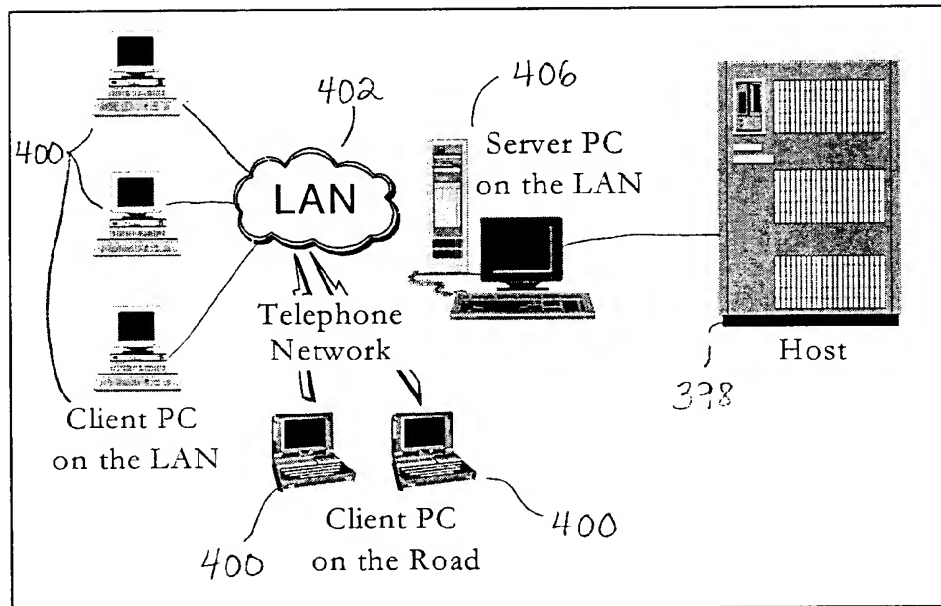 402
406
400
LAN
Server PC
on the LAN
Telephone
Network
Host
398
Client PC
on the LAN
400
400
Client PC
on the Road